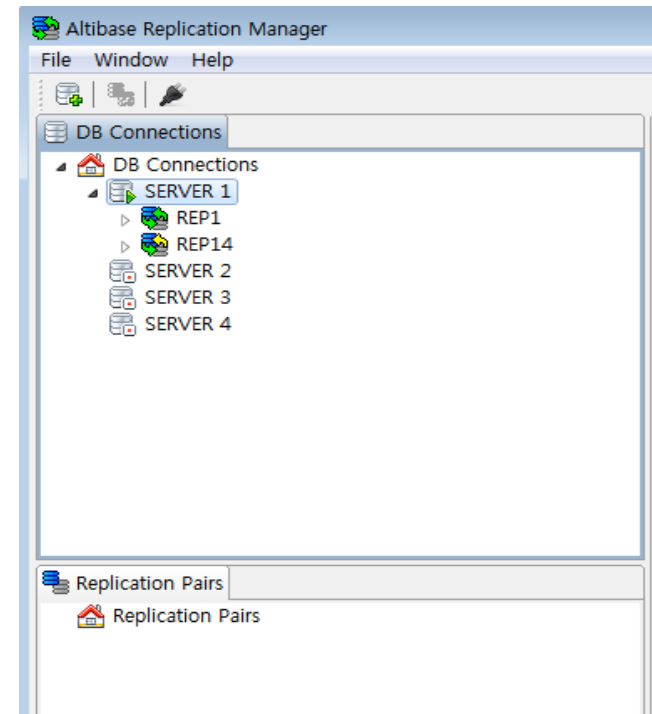 Altibase Replication Manager
File Window Help
DB Connections
DB Connections
SERVER 1
REP1
REP14
SERVER 2
SERVER 3
SERVER 4
Replication Pairs
Replication Pairs